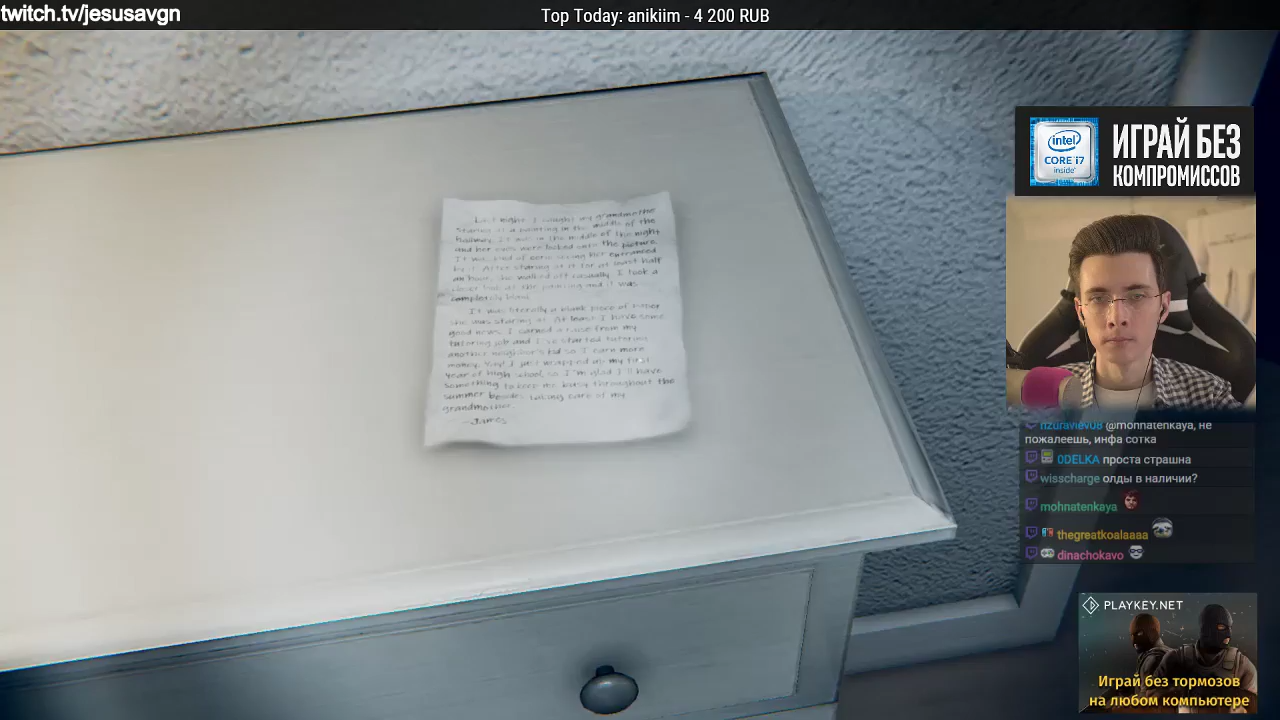 twitch.tv/jesusavgn
Top Today: anikiim - 4 200 RUB
intel
CORE i7
inside
ИГРАЙ БЕЗ
КОМПРОМИССОВ
Last night I caught my grandmother
staring at a painting in the middle of the
hallway. It was in the middle of the night
and her eyes were locked onto the picture.
It was kind of eerie seeing her entranced
by it. After staring at it for at least half
an hour, she walked off casually. I took a
closer look at the painting and it was
completely blank.
It was literally a blank piece of paper
she was staring at. At least I have some
good news. I earned a raise from my
tutoring job and I've started tutoring
another neighbor's kid so I earn more
money. Yay! I just wrapped up my first
year of high school, so I'm glad I'll have
something to keep me busy throughout the
summer besides taking care of my
grandmother.
-James
@mohnatenkaya, не
пожалеешь, инфа сотка
0DELKA проста страшна
wisscharge олды в наличии?
mohnatenkaya
thegreatkoalaaaa
dinachokavo
PLAYKEY.NET
Играй без тормозов
на любом компьютере